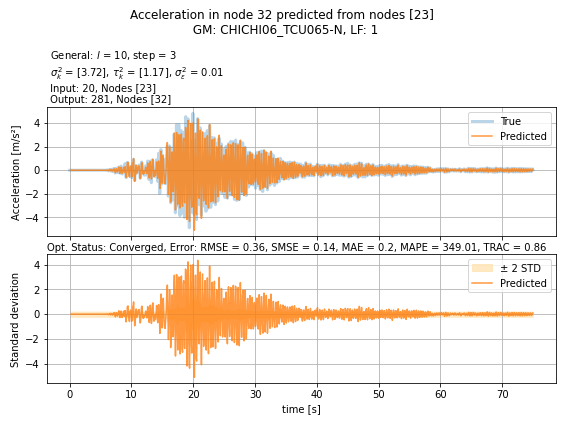 Acceleration in node 32 predicted from nodes [23]
GM: CHICHI06_TCU065-N, LF: 1
General: l = 10, step = 3
σ²ₖ = [3.72], τ²ₖ = [1.17], σ²ε = 0.01
Input: 20, Nodes [23]
Output: 281, Nodes [32]
Acceleration [m/s²]
4
2
0
−2
−4
True
Predicted
Opt. Status: Converged, Error: RMSE = 0.36, SMSE = 0.14, MAE = 0.2, MAPE = 349.01, TRAC = 0.86
Standard deviation
4
2
0
−2
−4
± 2 STD
Predicted
0 10 20 30 40 50 60 70
time [s]